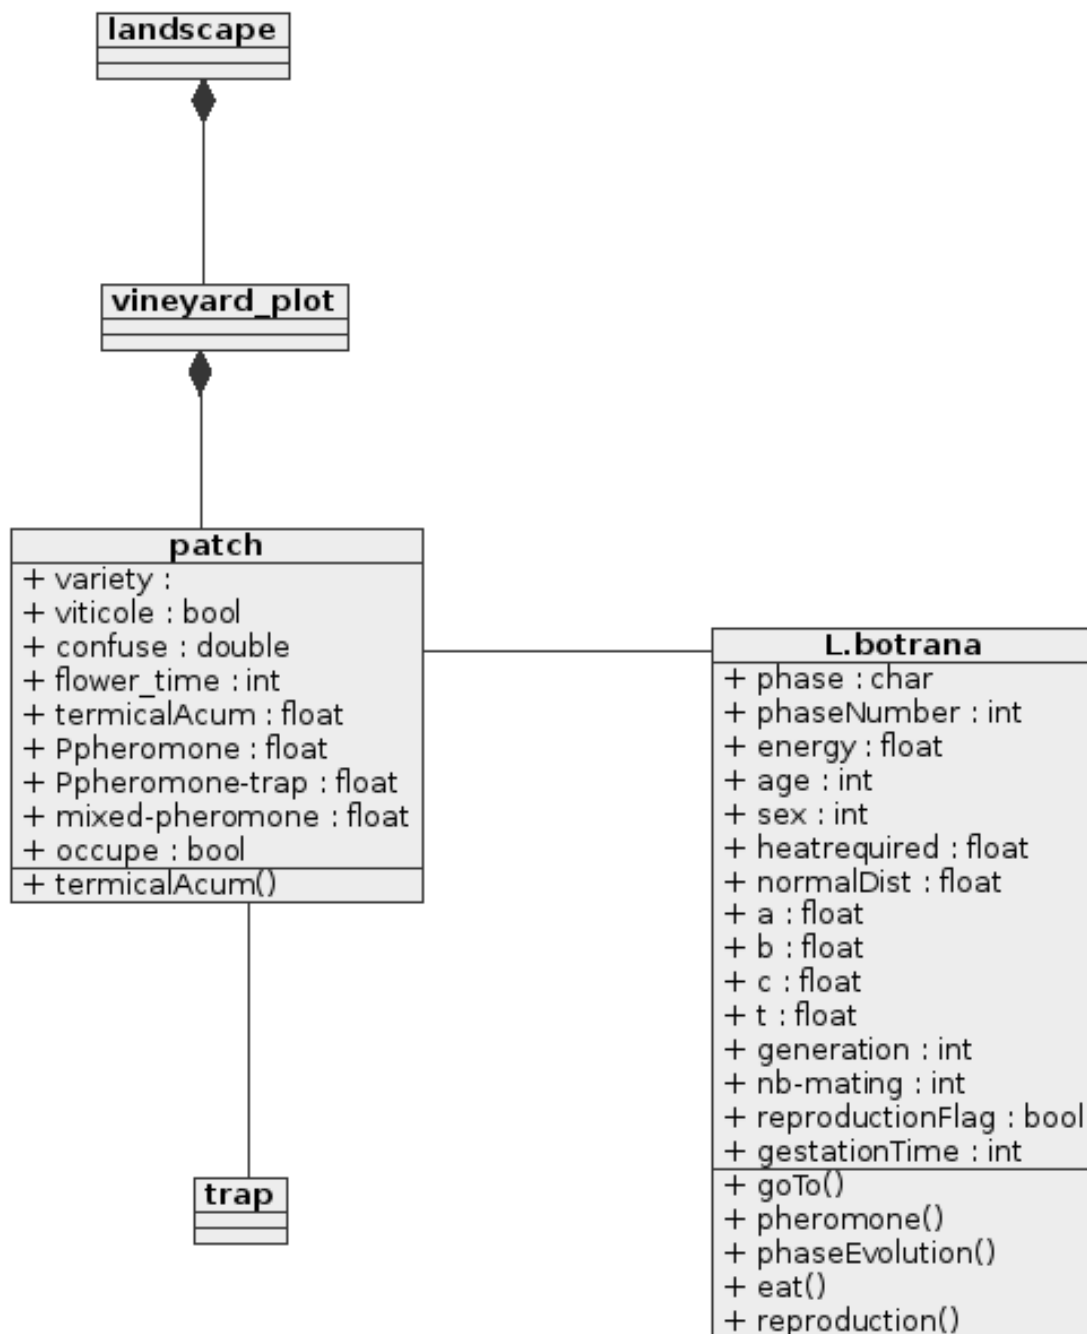 landscape
vineyard_plot
patch
+ variety :
+ viticole : bool
+ confuse : double
+ flower_time : int
+ termicalAcum : float
+ Ppheromone : float
+ Ppheromone-trap : float
+ mixed-pheromone : float
+ occupe : bool
+ termicalAcum()
L.botrana
+ phase : char
+ phaseNumber : int
+ energy : float
+ age : int
+ sex : int
+ heatrequired : float
+ normalDist : float
+ a : float
+ b : float
+ c : float
+ t : float
+ generation : int
+ nb-mating : int
+ reproductionFlag : bool
+ gestationTime : int
+ goTo()
+ pheromone()
+ phaseEvolution()
+ eat()
+ reproduction()
trap